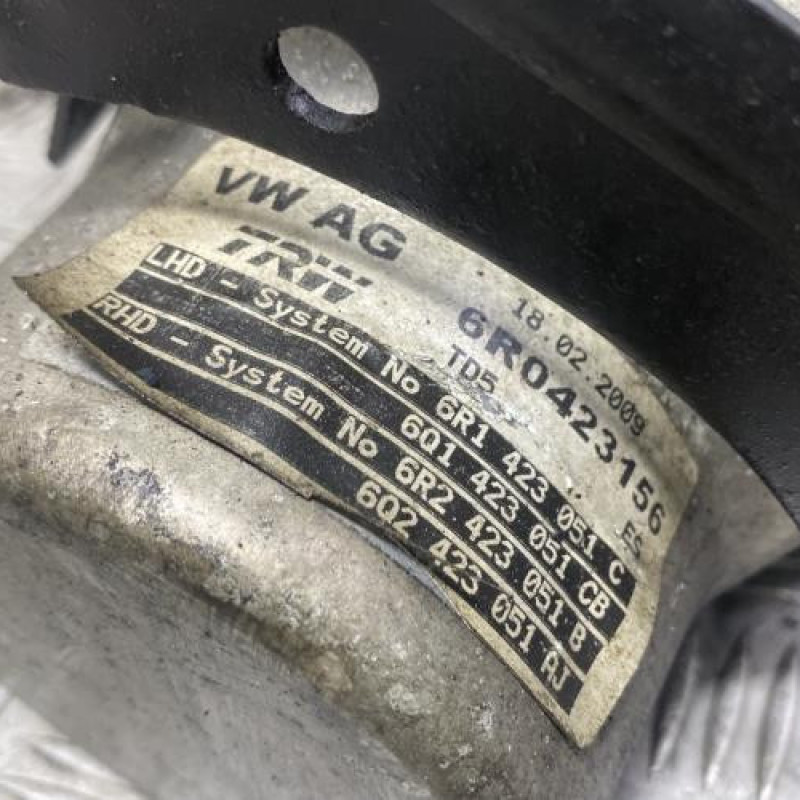 VW AG
TRW
18.02.2009
6R0423156
TD5
ES
LHD - System No 6R1 423 051 C
6Q1 423 051 CB
RHD - System No 6R2 423 051 B
6Q2 423 051 AJ